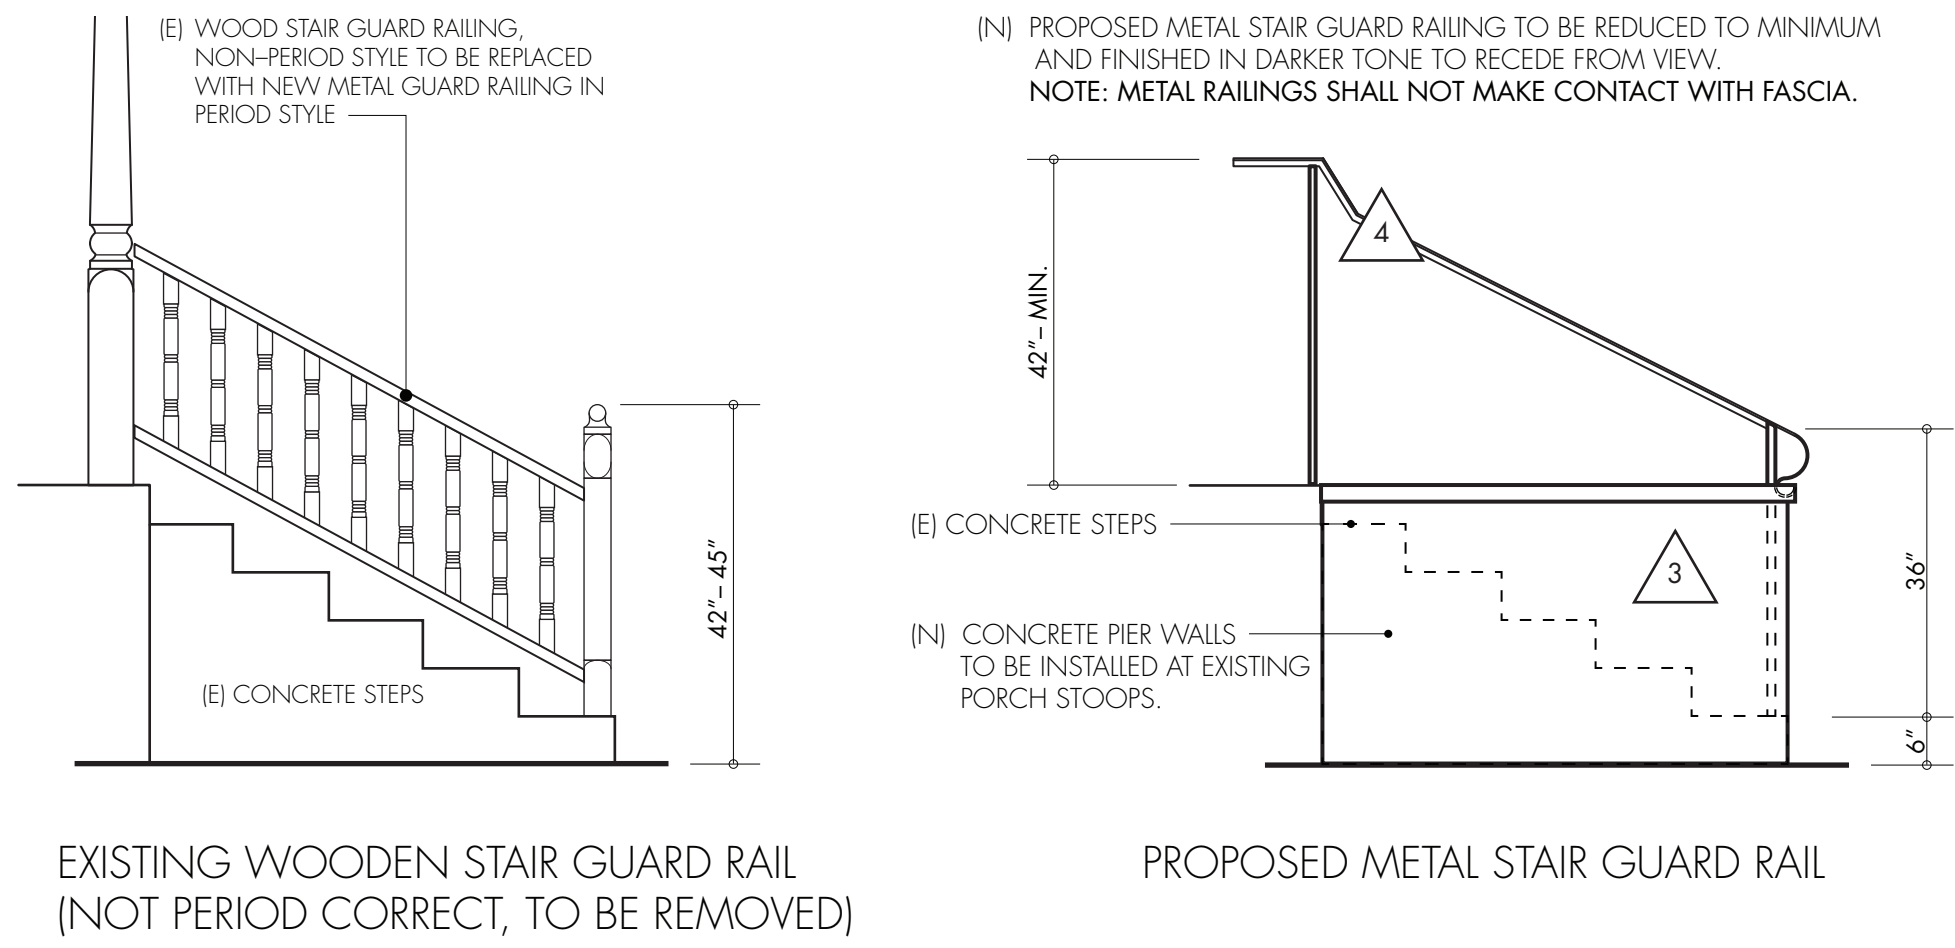 (E) WOOD STAIR GUARD RAILING,
NON–PERIOD STYLE TO BE REPLACED
WITH NEW METAL GUARD RAILING IN
PERIOD STYLE
42″– 45″
(E) CONCRETE STEPS
EXISTING WOODEN STAIR GUARD RAIL
(NOT PERIOD CORRECT, TO BE REMOVED)
(N) PROPOSED METAL STAIR GUARD RAILING TO BE REDUCED TO MINIMUM
AND FINISHED IN DARKER TONE TO RECEDE FROM VIEW.
NOTE: METAL RAILINGS SHALL NOT MAKE CONTACT WITH FASCIA.
4
42″– MIN.
(E) CONCRETE STEPS
3
36″
(N) CONCRETE PIER WALLS
TO BE INSTALLED AT EXISTING
PORCH STOOPS.
6″
PROPOSED METAL STAIR GUARD RAIL